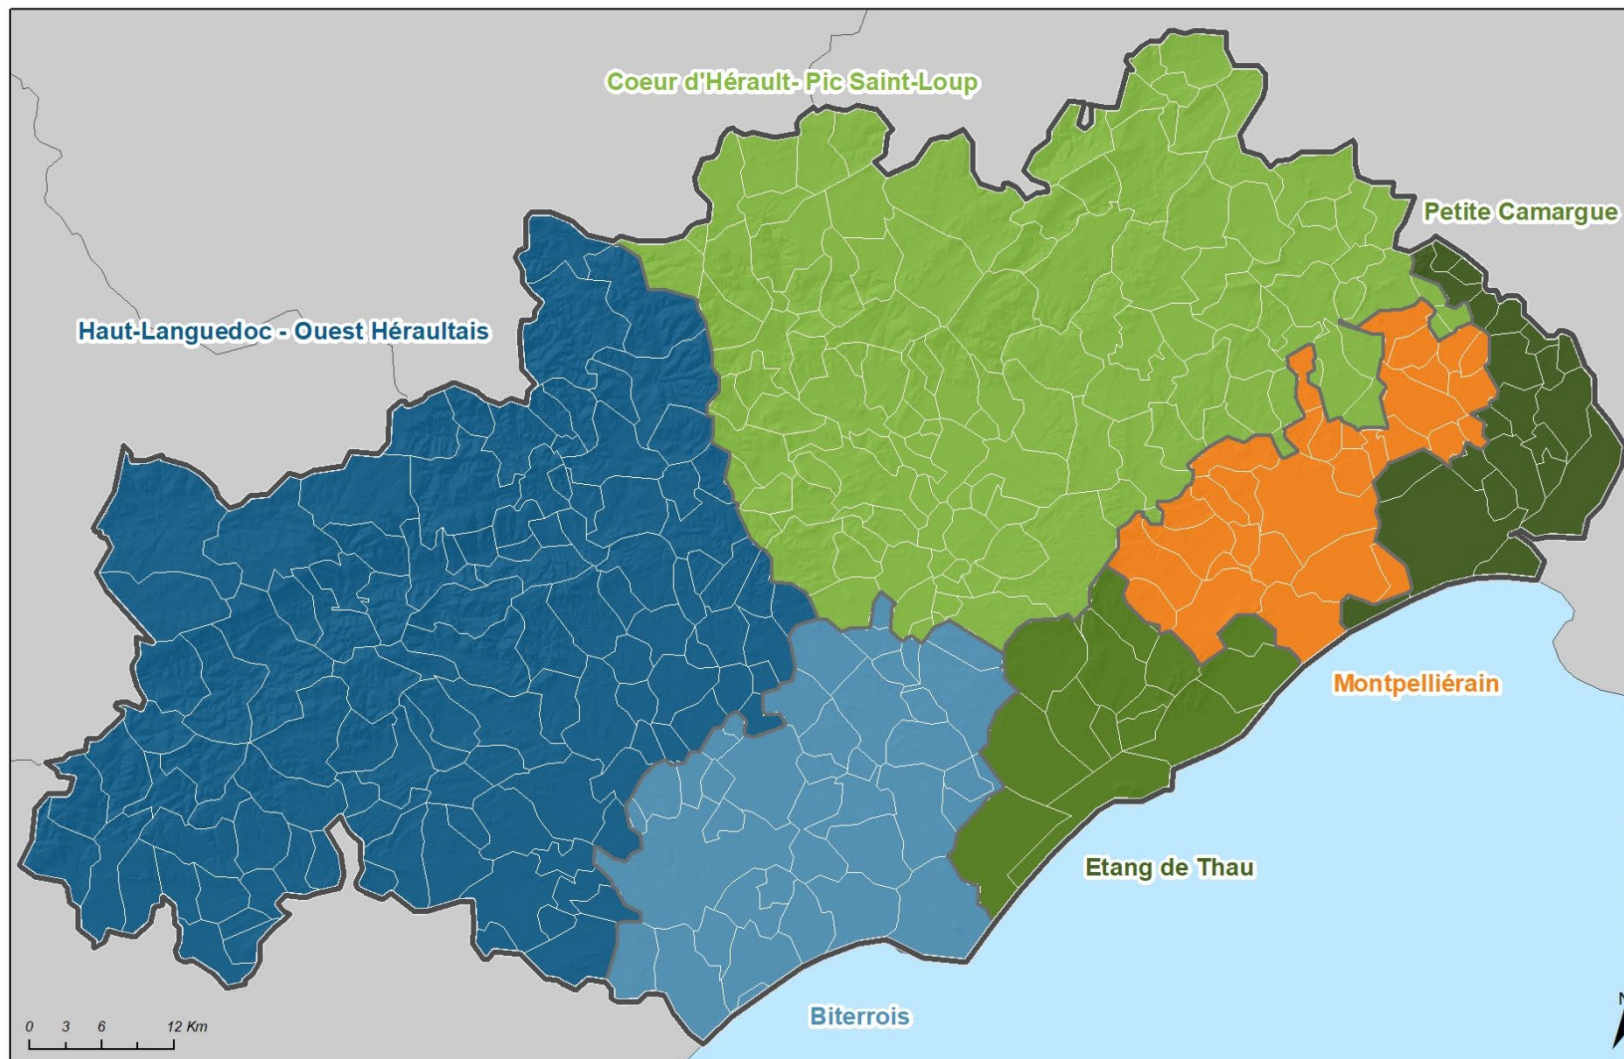 Coeur d'Hérault- Pic Saint-Loup
Petite Camargue
Haut-Languedoc - Ouest Héraultais
Montpelliérain
Etang de Thau
Biterrois
0 3 6 12 Km
N